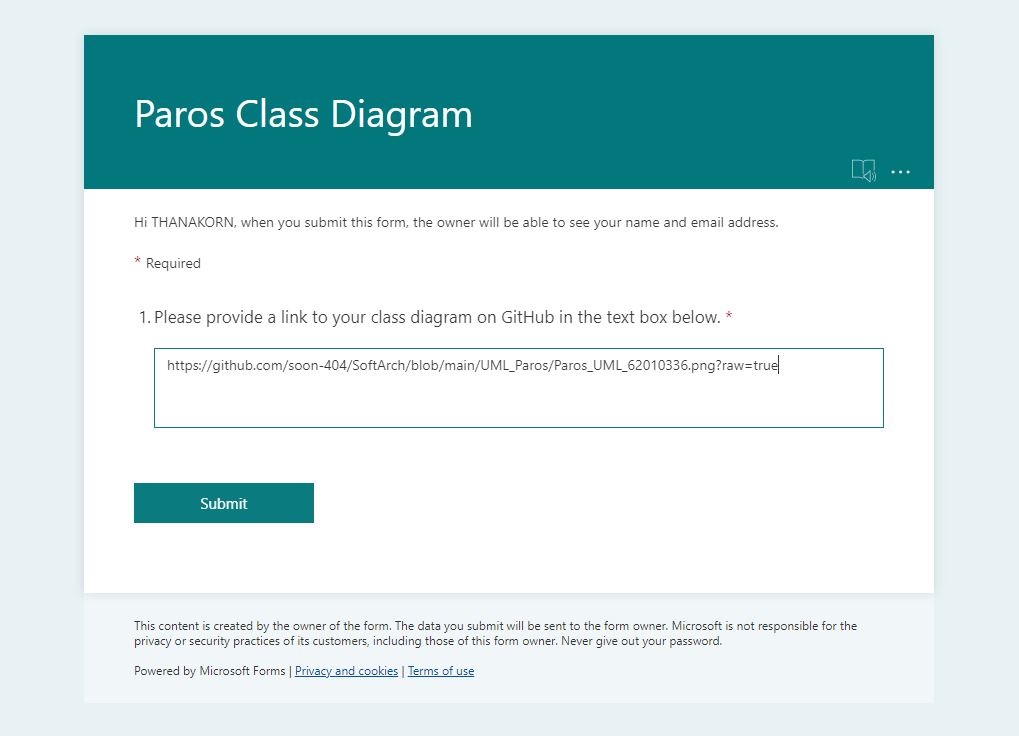 Paros Class Diagram
Hi THANAKORN, when you submit this form, the owner will be able to see your name and email address.
* Required
1. Please provide a link to your class diagram on GitHub in the text box below. *
https://github.com/soon-404/SoftArch/blob/main/UML_Paros/Paros_UML_62010336.png?raw=true
Submit
This content is created by the owner of the form. The data you submit will be sent to the form owner. Microsoft is not responsible for the
privacy or security practices of its customers, including those of this form owner. Never give out your password.
Powered by Microsoft Forms | Privacy and cookies | Terms of use